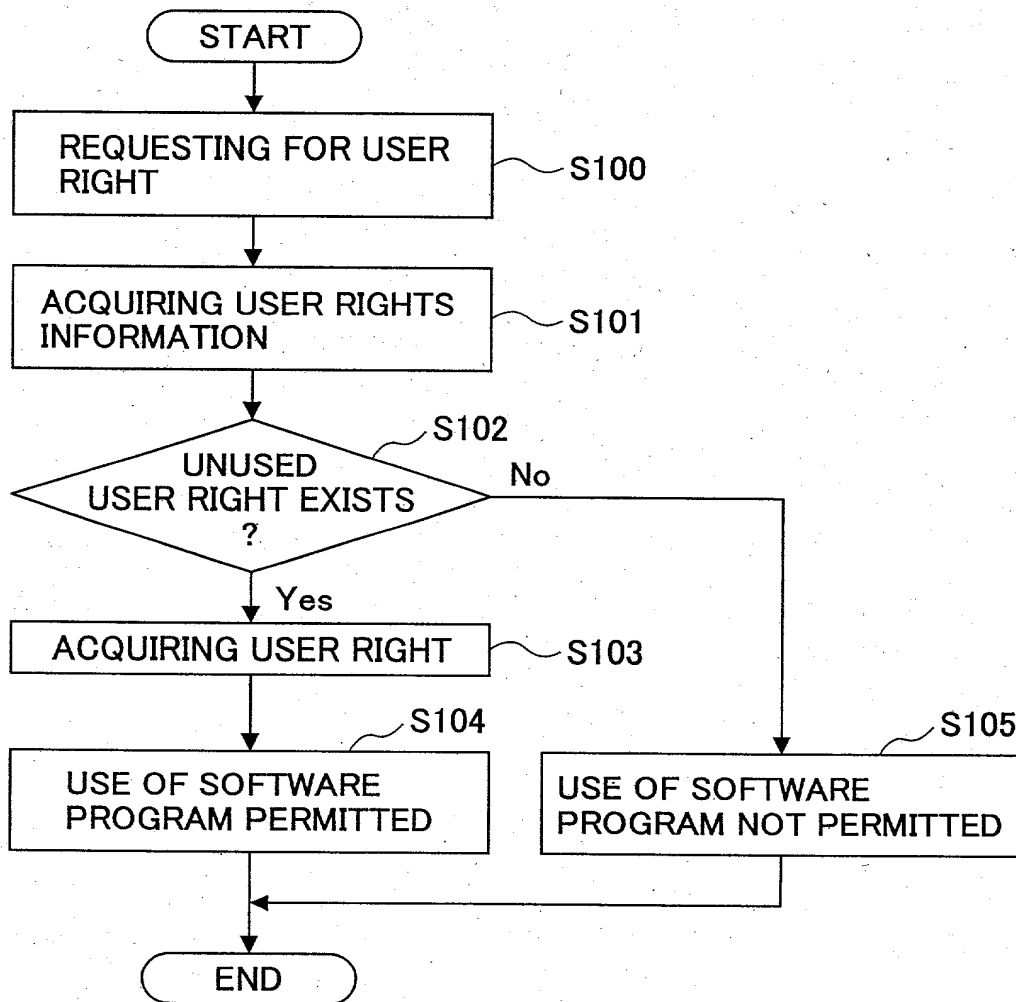 START
REQUESTING FOR USER
RIGHT
S100
ACQUIRING USER RIGHTS
INFORMATION
S101
S102
UNUSED
USER RIGHT EXISTS
?
No
Yes
ACQUIRING USER RIGHT
S103
S104
USE OF SOFTWARE
PROGRAM PERMITTED
S105
USE OF SOFTWARE
PROGRAM NOT PERMITTED
END